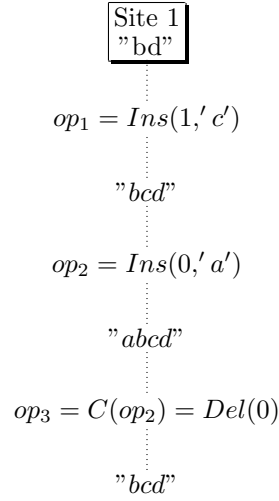 Site 1
"bd"
op₁ = Ins(1,′ c′)
"bcd"
op₂ = Ins(0,′ a′)
"abcd"
op₃ = C(op₂) = Del(0)
"bcd"